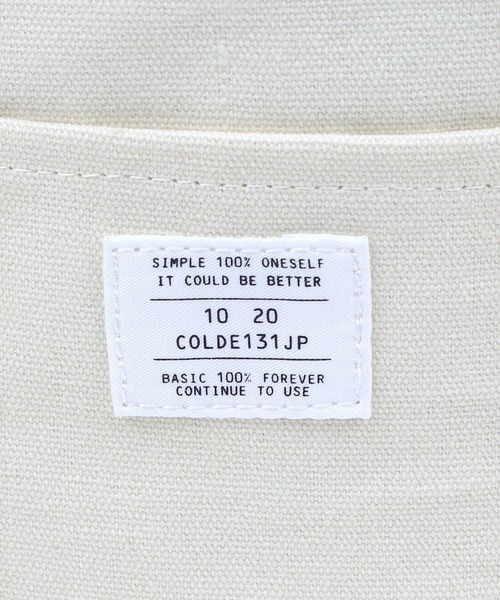 SIMPLE 100% ONESELF
IT COULD BE BETTER
10 20
COLDE131JP
BASIC 100% FOREVER
CONTINUE TO USE